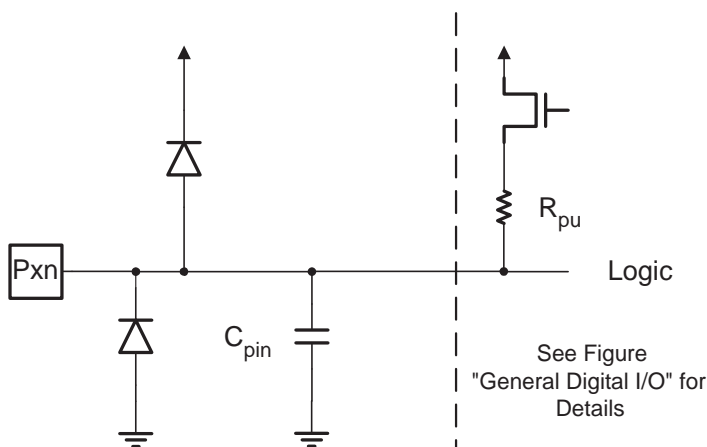 Pxn
C_pin
R_pu
Logic
See Figure
"General Digital I/O" for
Details